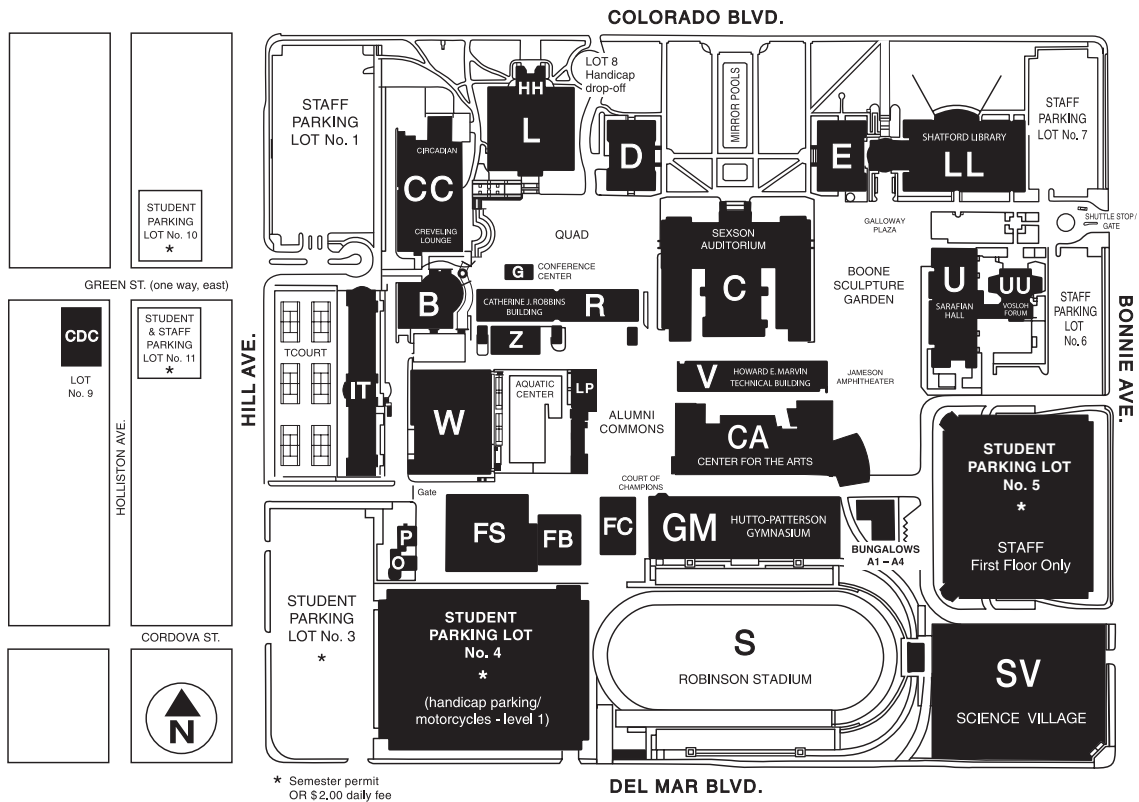 COLORADO BLVD.
STAFF
PARKING
LOT No. 1
HH
L
LOT 8
Handicap
drop-off
MIRROR POOLS
D
E
SHATFORD LIBRARY
LL
STAFF
PARKING
LOT No. 7
CIRCADIAN
CC
CREVELING
LOUNGE
STUDENT
PARKING
LOT No. 10
*
QUAD
SEXSON
AUDITORIUM
C
GALLOWAY
PLAZA
SHUTTLE STOP/
GATE
GREEN ST. (one way, east)
G
CONFERENCE
CENTER
B
CATHERINE J. ROBBINS
BUILDING
R
Z
BOONE
SCULPTURE
GARDEN
U
SARAFIAN
HALL
UU
VOSLOH
FORUM
STAFF
PARKING
LOT
No. 6
BONNIE AVE.
CDC
LOT
No. 9
STUDENT
& STAFF
PARKING
LOT No. 11
*
HOLLISTON AVE.
HILL AVE.
TCOURT
IT
W
AQUATIC
CENTER
LP
ALUMNI
COMMONS
V
HOWARD E. MARVIN
TECHNICAL BUILDING
JAMESON
AMPHITHEATER
CA
CENTER FOR THE ARTS
STUDENT
PARKING LOT
No. 5
*
STAFF
First Floor Only
Gate
COURT OF
CHAMPIONS
P
O
FS
FB
FC
GM
HUTTO-PATTERSON
GYMNASIUM
BUNGALOWS
A1 – A4
STUDENT
PARKING
LOT No. 3
*
STUDENT
PARKING LOT
No. 4
*
(handicap parking/
motorcycles - level 1)
S
ROBINSON STADIUM
SV
SCIENCE VILLAGE
CORDOVA ST.
N
* Semester permit
OR $2.00 daily fee
DEL MAR BLVD.